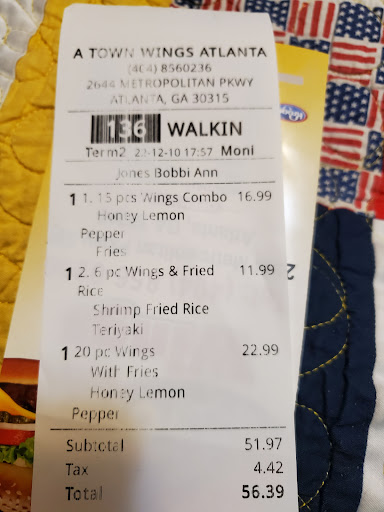 A TOWN WINGS ATLANTA
(404) 8560236
2644 METROPOLITAN PKWY
ATLANTA, GA 30315
136 WALKIN
Term2 22-12-10 17:57 Moni
Jones Bobbi Ann
1 1. 15 pcs Wings Combo 16.99
Honey Lemon
Pepper
Fries
1 2. 6 pc Wings & Fried 11.99
Rice
Shrimp Fried Rice
Teriyaki
1 20 pc Wings 22.99
With Fries
Honey Lemon
Pepper
Subtotal 51.97
Tax 4.42
Total 56.39